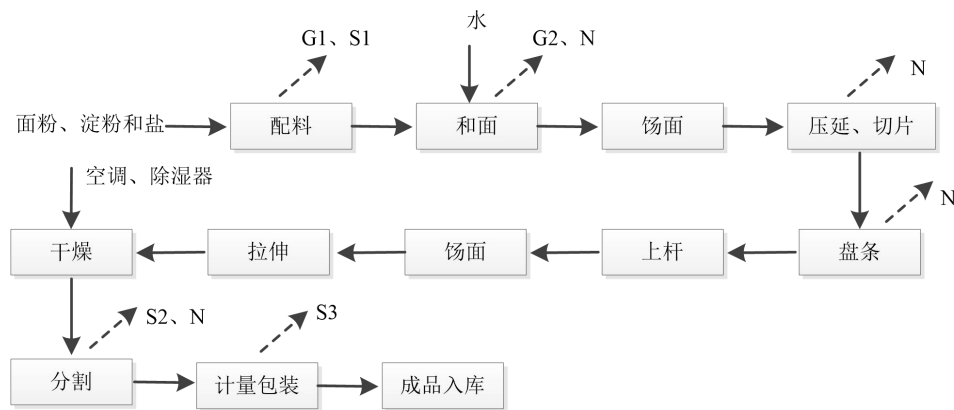 水
G1、S1
G2、N
N
面粉、淀粉和盐
配料
和面
饧面
压延、切片
空调、除湿器
N
干燥
拉伸
饧面
上杆
盘条
S2、N
S3
分割
计量包装
成品入库